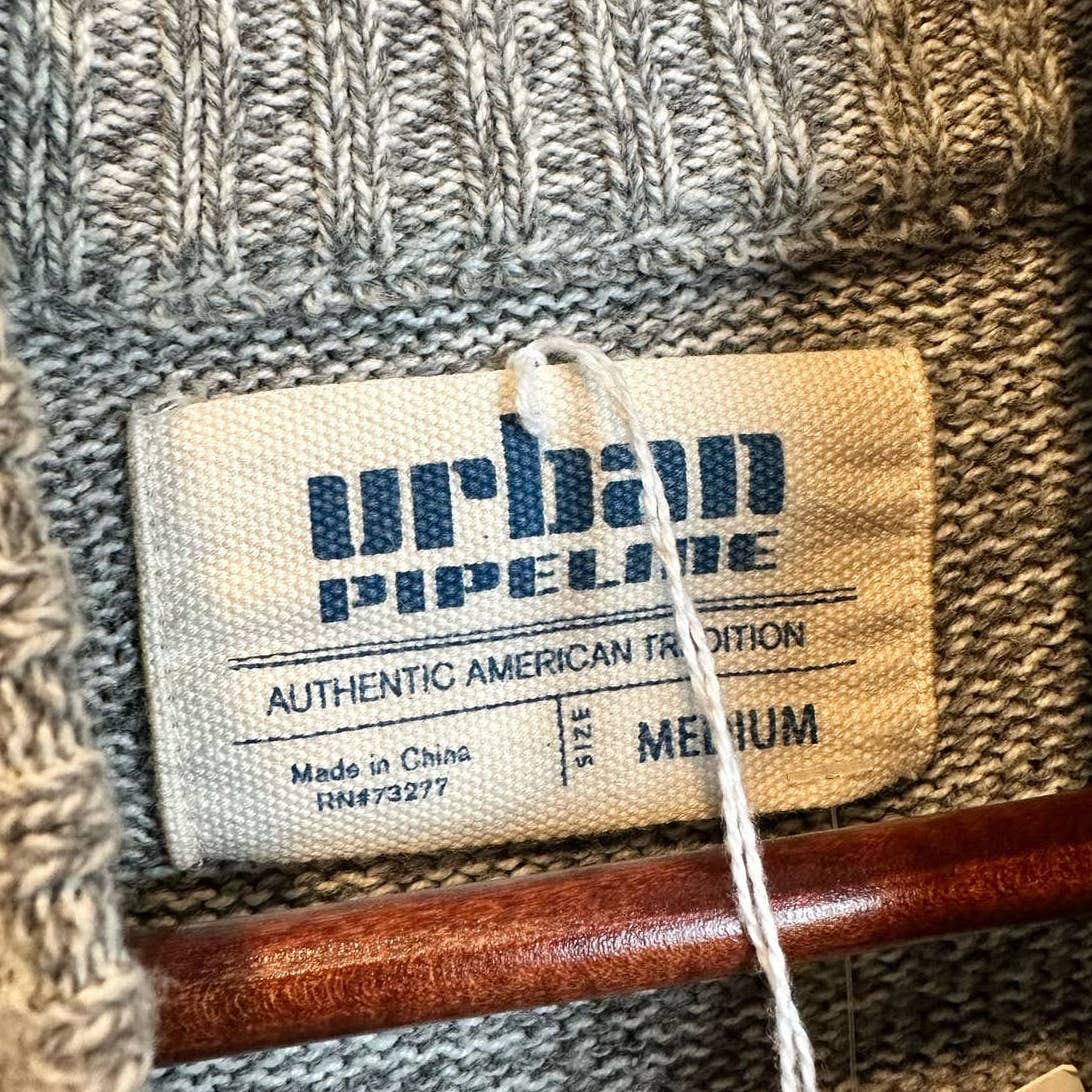 urban
PIPELINE
AUTHENTIC AMERICAN TRADITION
Made in China
RN#73277
SIZE
MEDIUM